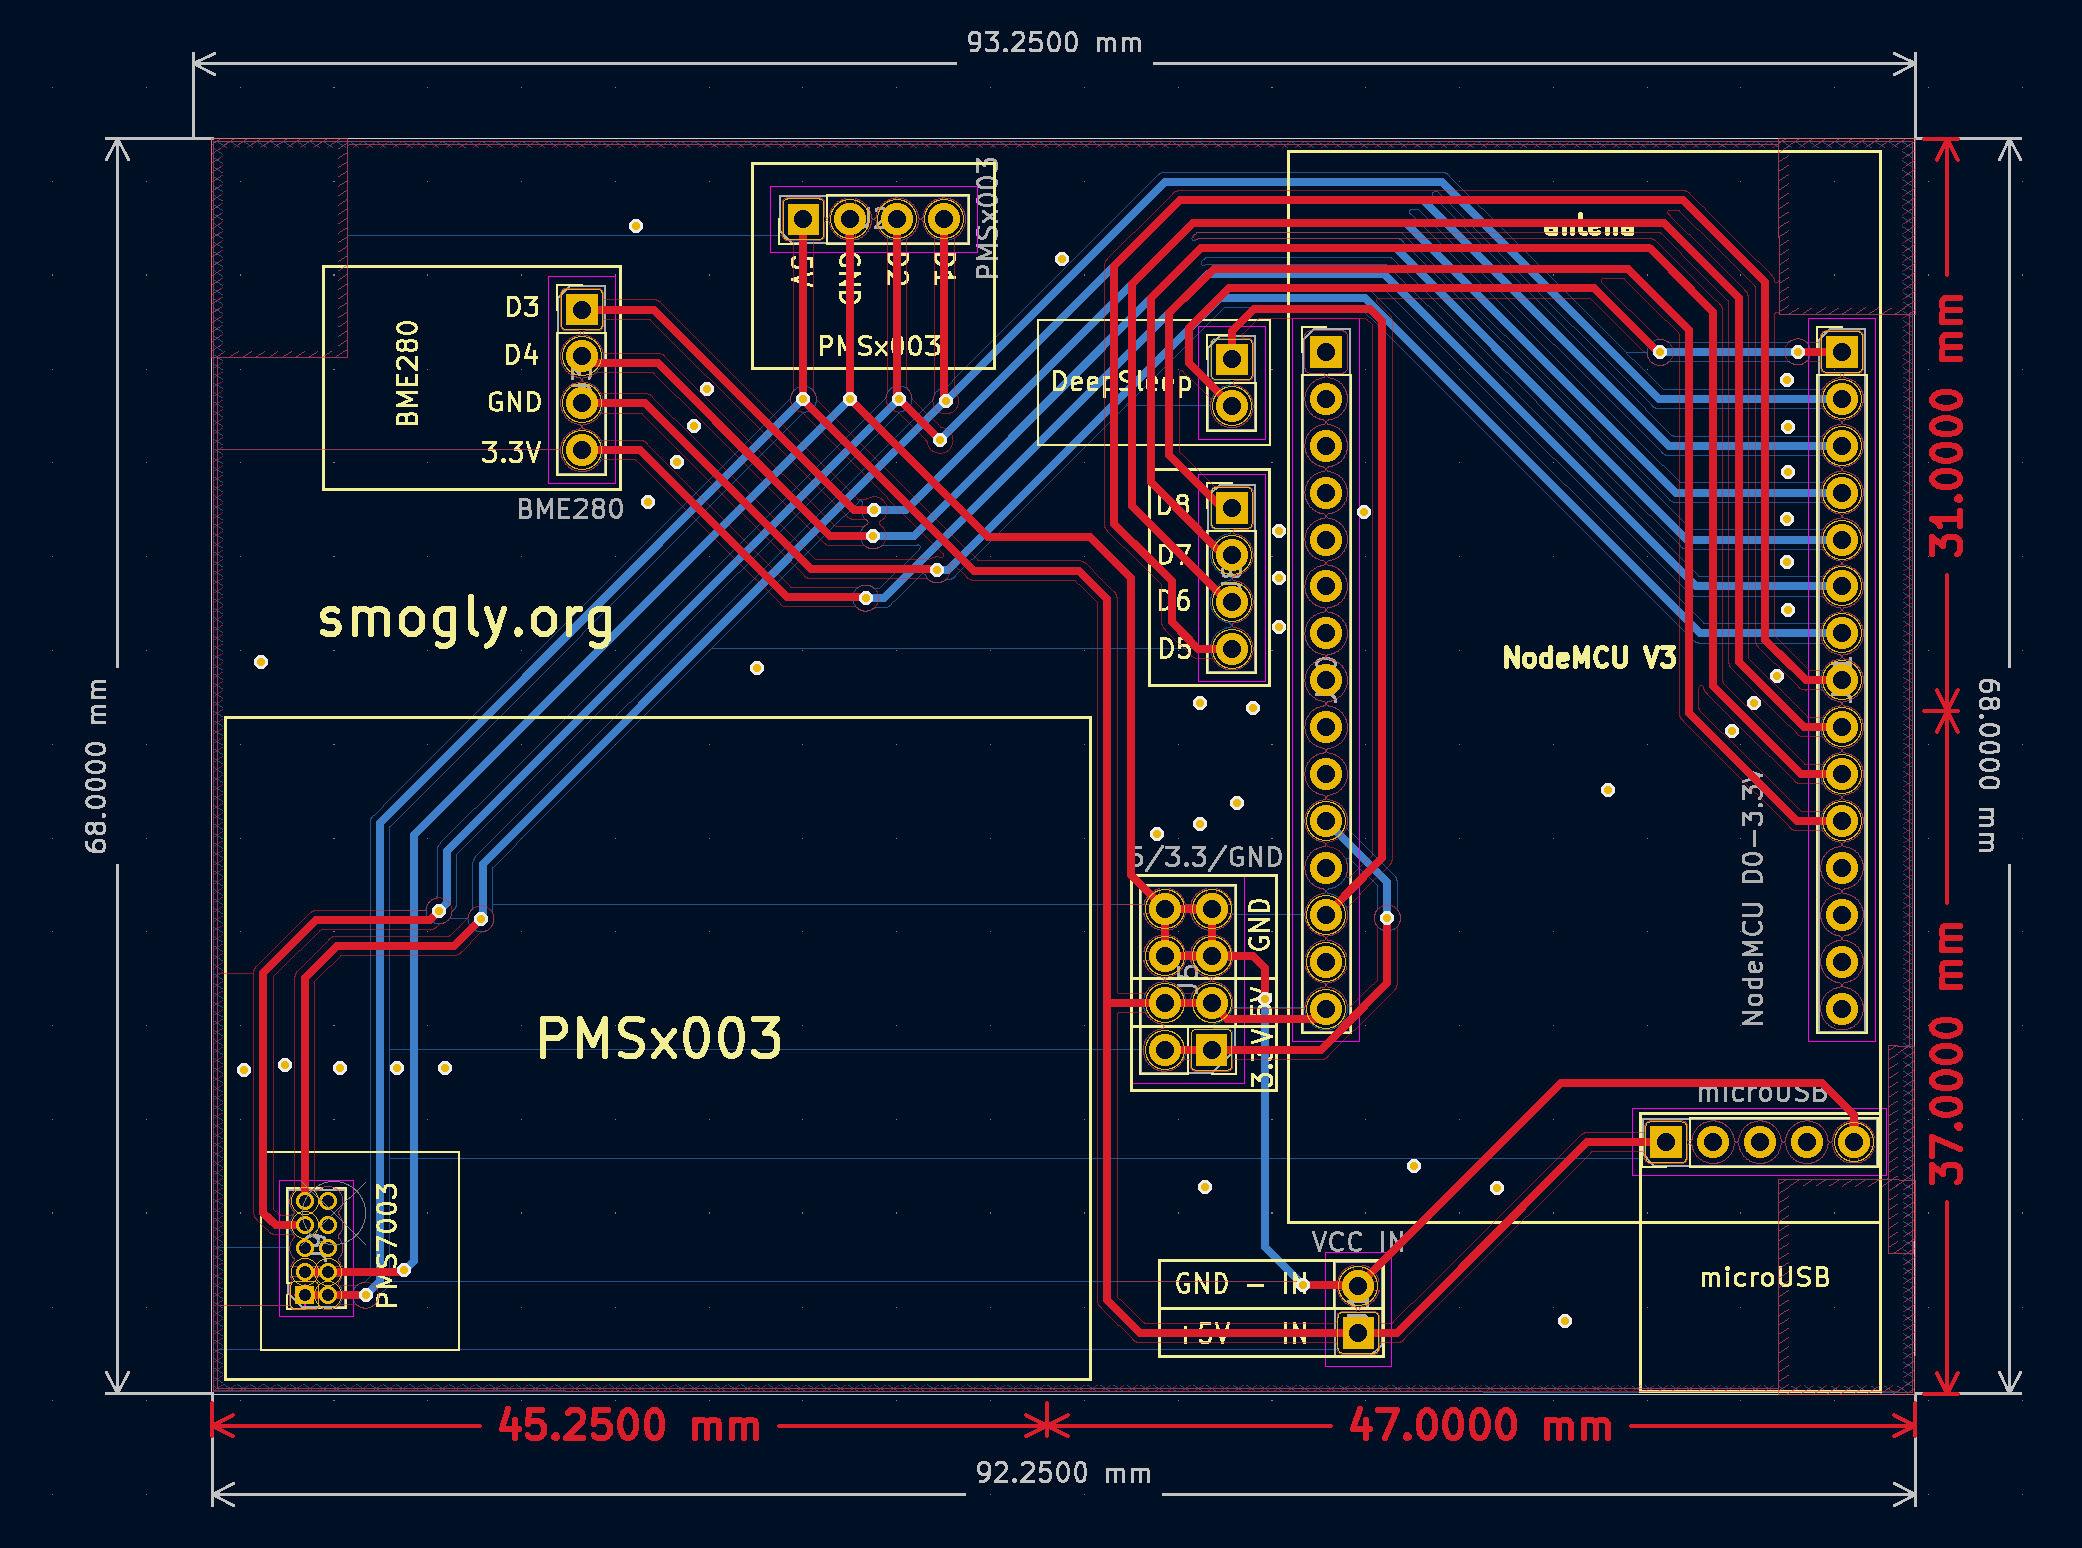 93.2500 mm
PMSx003
antena
5V
GND
D2
D1
PMSx003
D3
D4
GND
3.3V
BME280
BME280
DeepSleep
D8
D7
D6
D5
31.0000 mm
smogly.org
NodeMCU V3
68.0000 mm
68.0000 mm
5/3.3/GND
NodeMCU D0-3.3V
GND
J5
5V
3.3V
PMSx003
37.0000 mm
microUSB
PMS7003
VCC IN
GND - IN
+5V IN
microUSB
45.2500 mm
47.0000 mm
92.2500 mm